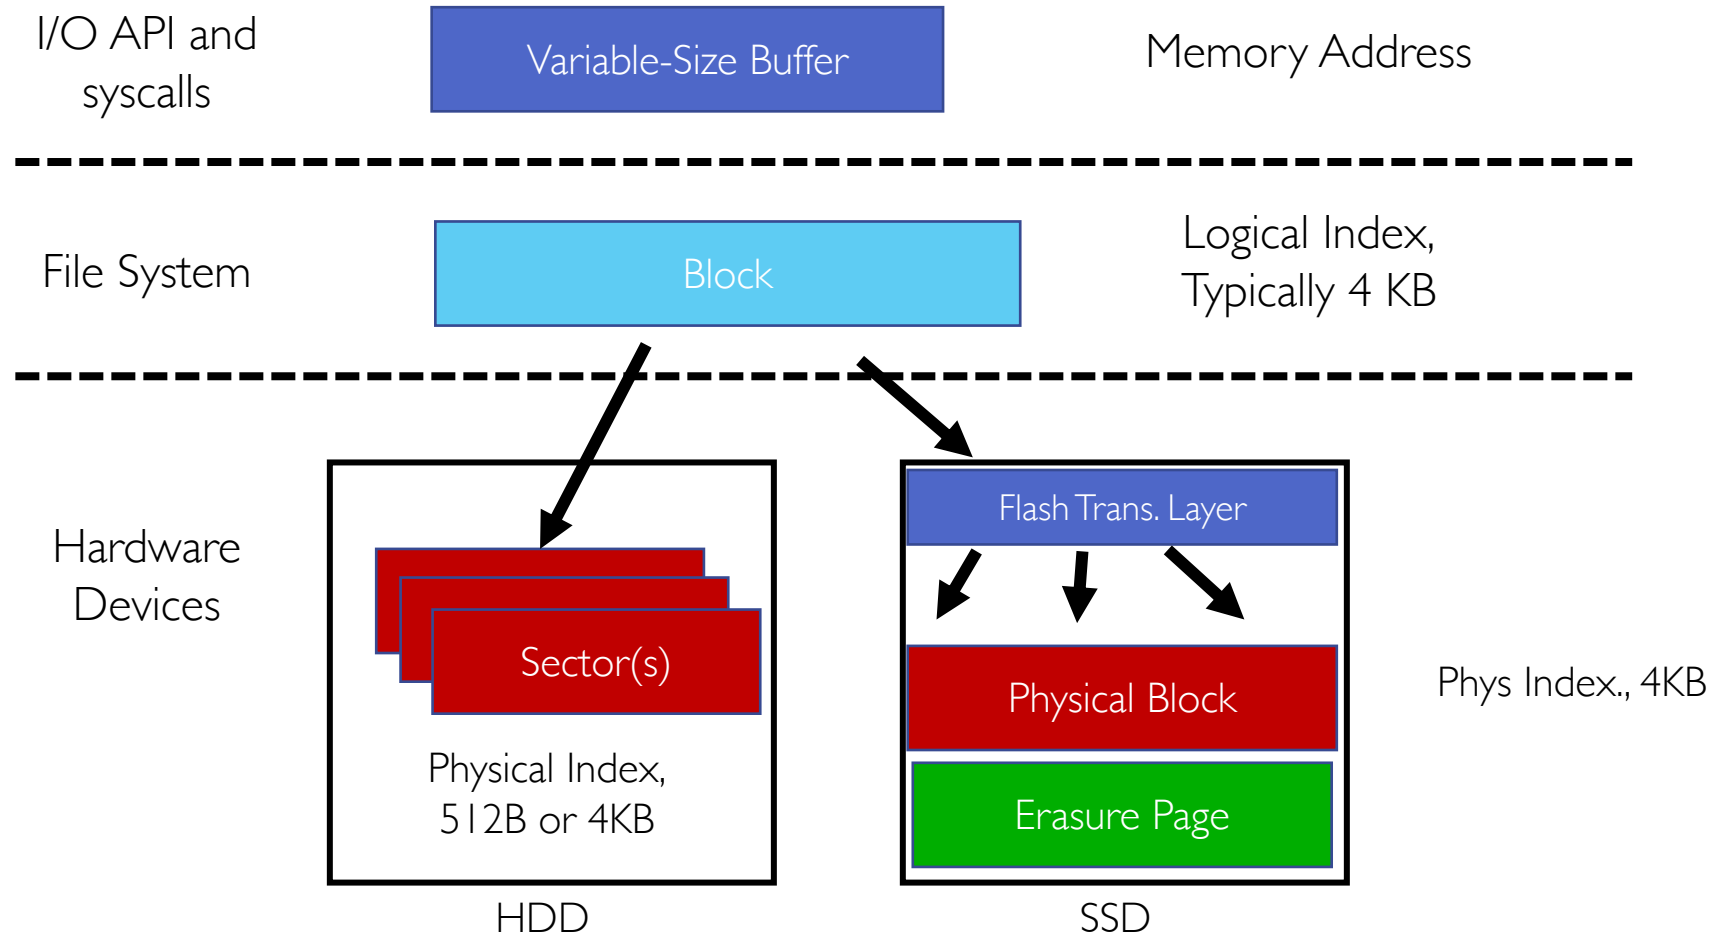 I/O API and
syscalls
Variable-Size Buffer
Memory Address
File System
Block
Logical Index,
Typically 4 KB
Hardware
Devices
Sector(s)
Physical Index,
512B or 4KB
HDD
Flash Trans. Layer
Physical Block
Erasure Page
SSD
Phys Index., 4KB